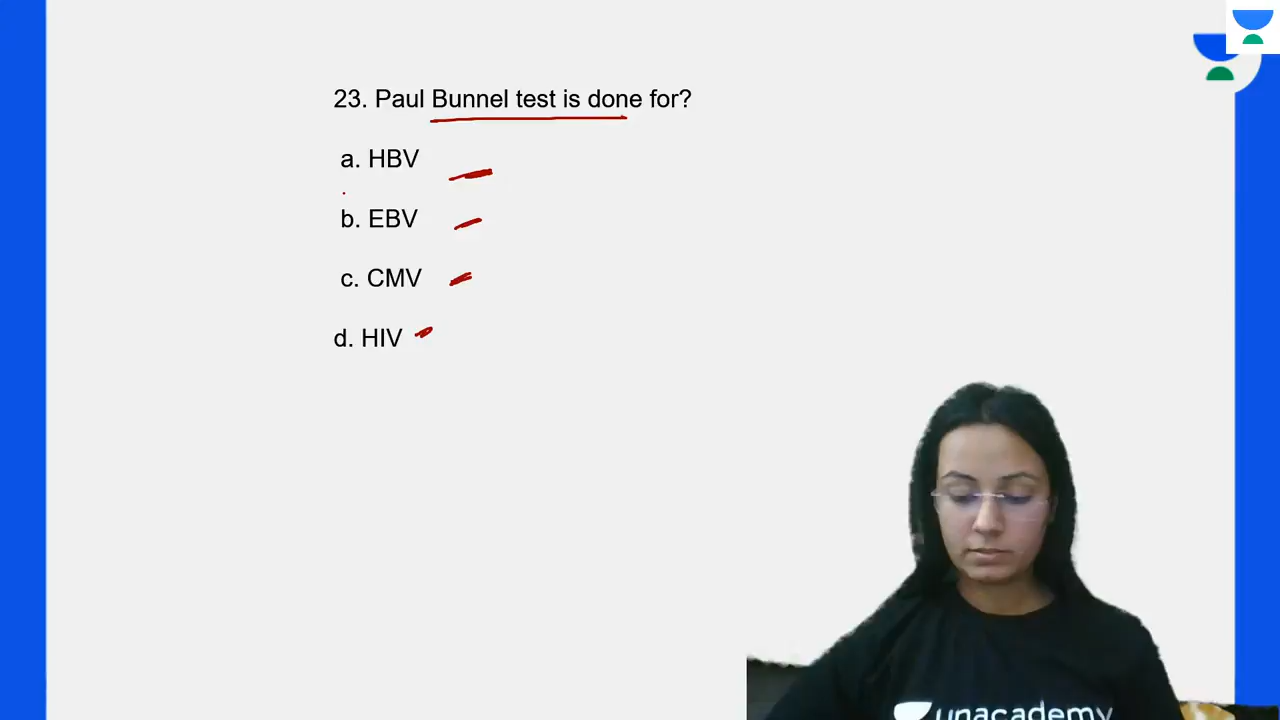 23. Paul Bunnel test is done for?
a. HBV
b. EBV
c. CMV
d. HIV
unacademy